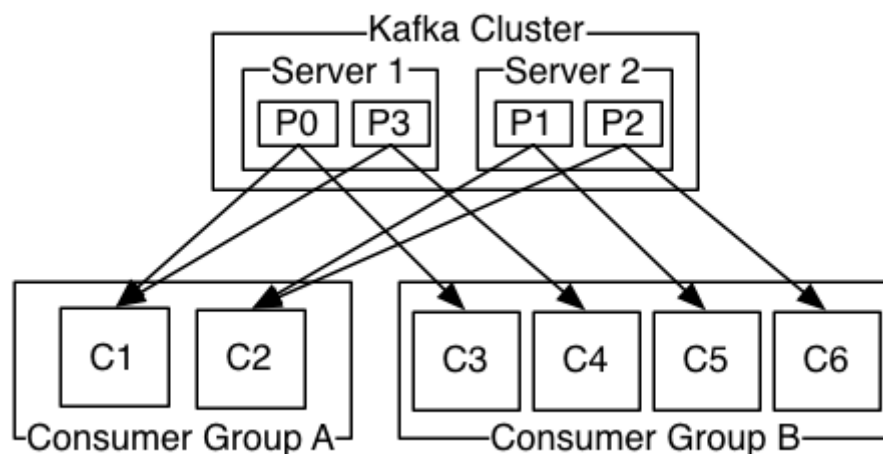 Kafka Cluster
Server 1
Server 2
P0
P3
P1
P2
C1
C2
C3
C4
C5
C6
Consumer Group A
Consumer Group B